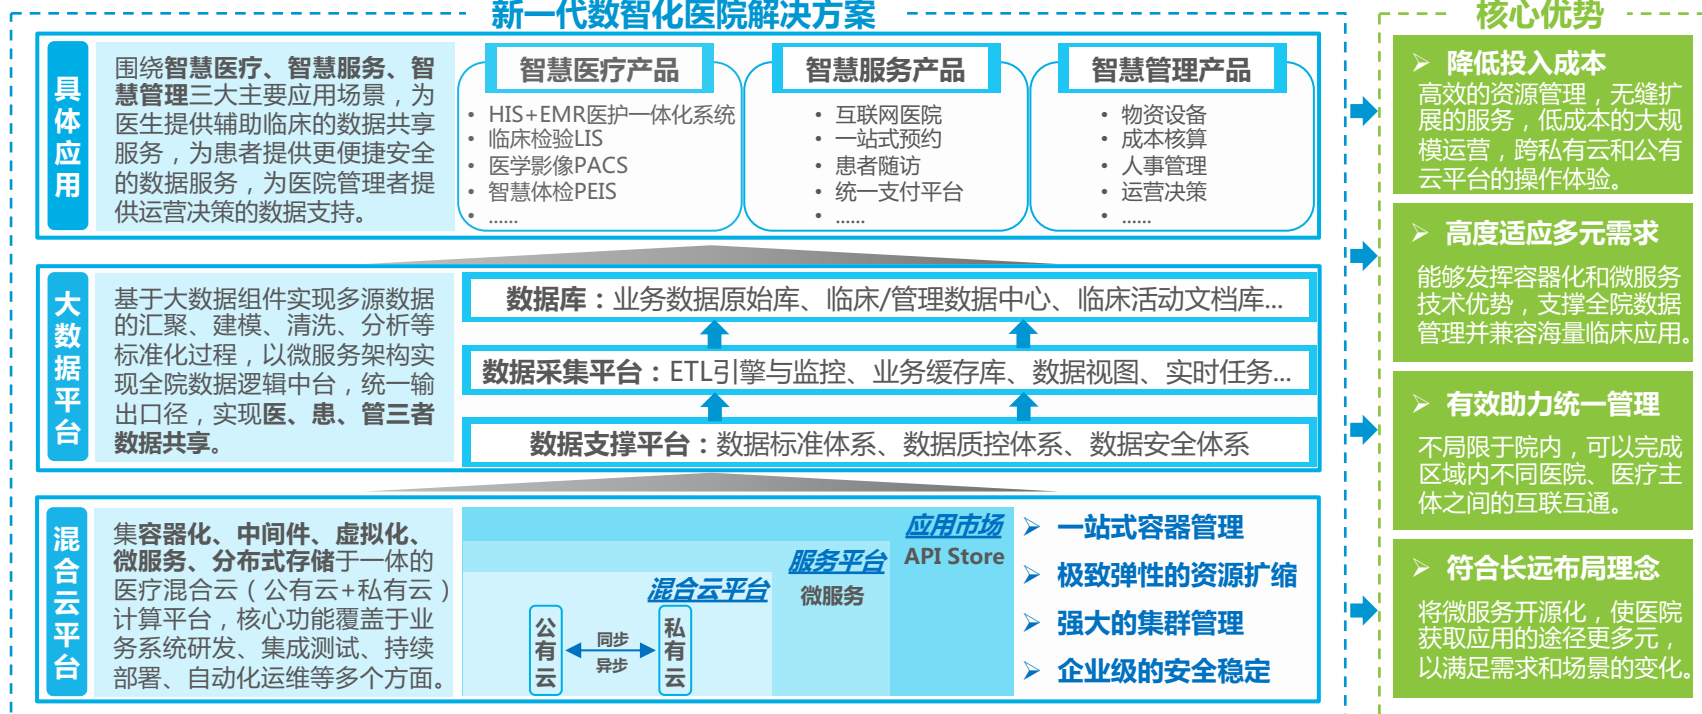 新一代数智化医院解决方案
具体应用
围绕智慧医疗、智慧服务、智
慧管理三大主要应用场景，为
医生提供辅助临床的数据共享
服务，为患者提供更便捷安全
的数据服务，为医院管理者提
供运营决策的数据支持。
智慧医疗产品
• HIS+EMR医护一体化系统
• 临床检验LIS
• 医学影像PACS
• 智慧体检PEIS
• ......
智慧服务产品
• 互联网医院
• 一站式预约
• 患者随访
• 统一支付平台
• ......
智慧管理产品
• 物资设备
• 成本核算
• 人事管理
• 运营决策
• ......
大数据平台
基于大数据组件实现多源数据
的汇聚、建模、清洗、分析等
标准化过程，以微服务架构实
现全院数据逻辑中台，统一输
出口径，实现医、患、管三者
数据共享。
数据库：业务数据原始库、临床/管理数据中心、临床活动文档库...
数据采集平台：ETL引擎与监控、业务缓存库、数据视图、实时任务...
数据支撑平台：数据标准体系、数据质控体系、数据安全体系
混合云平台
集容器化、中间件、虚拟化、
微服务、分布式存储于一体的
医疗混合云（公有云+私有云）
计算平台，核心功能覆盖于业
务系统研发、集成测试、持续
部署、自动化运维等多个方面。
应用市场
API Store
服务平台
微服务
混合云平台
公有云
同步
异步
私有云
➢ 一站式容器管理
➢ 极致弹性的资源扩缩
➢ 强大的集群管理
➢ 企业级的安全稳定
核心优势
➢ 降低投入成本
高效的资源管理，无缝扩
展的服务，低成本的大规
模运营，跨私有云和公有
云平台的操作体验。
➢ 高度适应多元需求
能够发挥容器化和微服务
技术优势，支撑全院数据
管理并兼容海量临床应用。
➢ 有效助力统一管理
不局限于院内，可以完成
区域内不同医院、医疗主
体之间的互联互通。
➢ 符合长远布局理念
将微服务开源化，使医院
获取应用的途径更多元，
以满足需求和场景的变化。